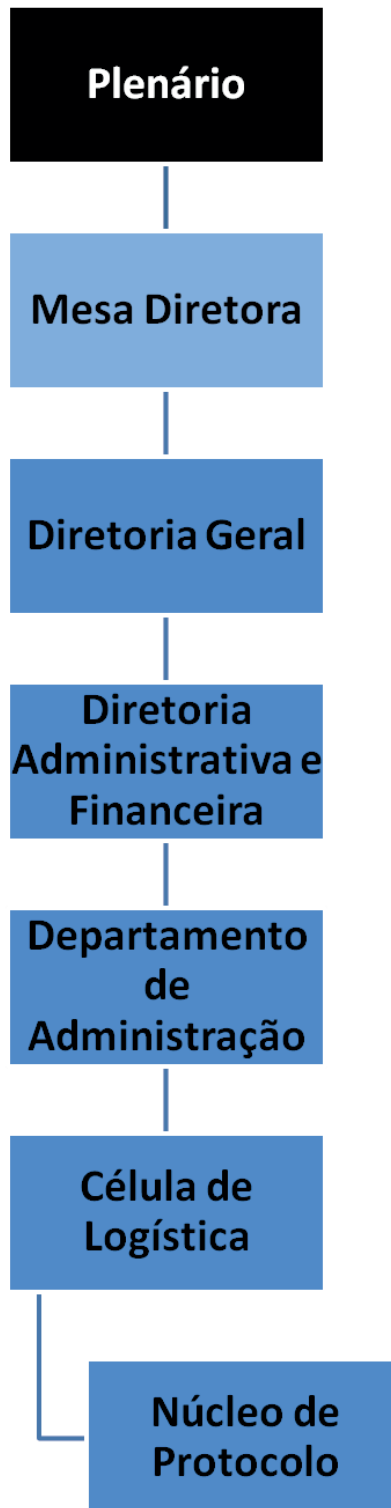 Plenário
Mesa Diretora
Diretoria Geral
Diretoria
Administrativa e
Financeira
Departamento
de
Administração
Célula de
Logística
Núcleo de
Protocolo